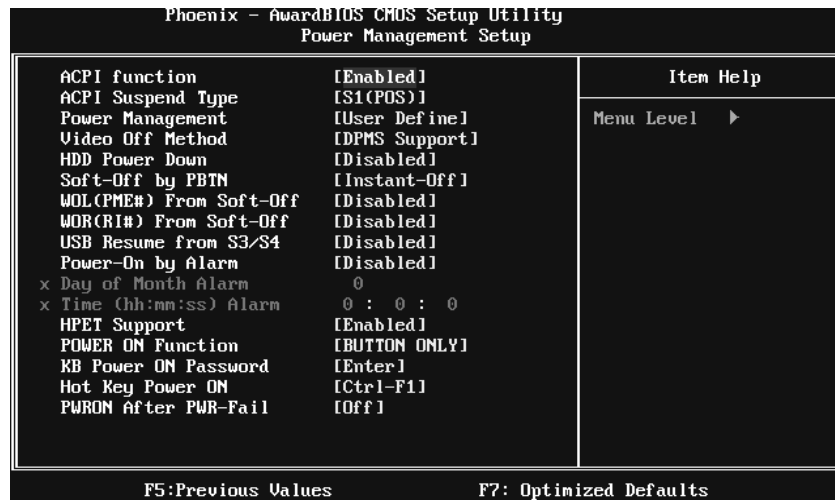 Phoenix - AwardBIOS CMOS Setup Utility
Power Management Setup
ACPI function [Enabled]
ACPI Suspend Type [S1(POS)]
Power Management [User Define]
Video Off Method [DPMS Support]
HDD Power Down [Disabled]
Soft-Off by PBTN [Instant-Off]
WOL(PME#) From Soft-Off [Disabled]
WOR(RI#) From Soft-Off [Disabled]
USB Resume from S3/S4 [Disabled]
Power-On by Alarm [Disabled]
x Day of Month Alarm 0
x Time (hh:mm:ss) Alarm 0 : 0 : 0
HPET Support [Enabled]
POWER ON Function [BUTTON ONLY]
KB Power ON Password [Enter]
Hot Key Power ON [Ctrl-F1]
PWRON After PWR-Fail [Off]
Item Help
Menu Level ▶
F5:Previous Values F7: Optimized Defaults